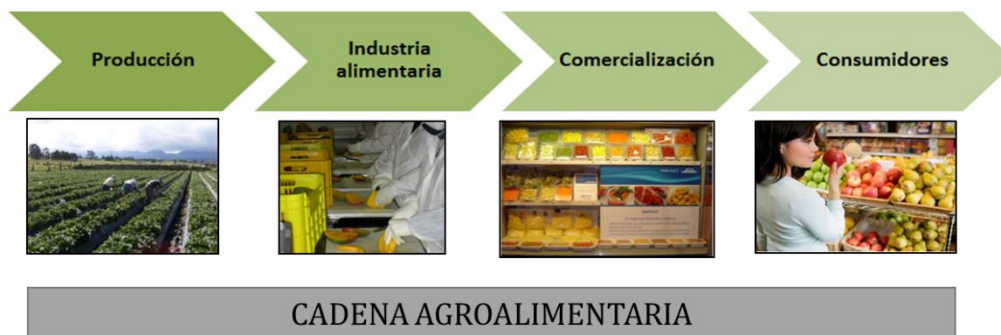 Producción
Industria
alimentaria
Comercialización
Consumidores
CADENA AGROALIMENTARIA